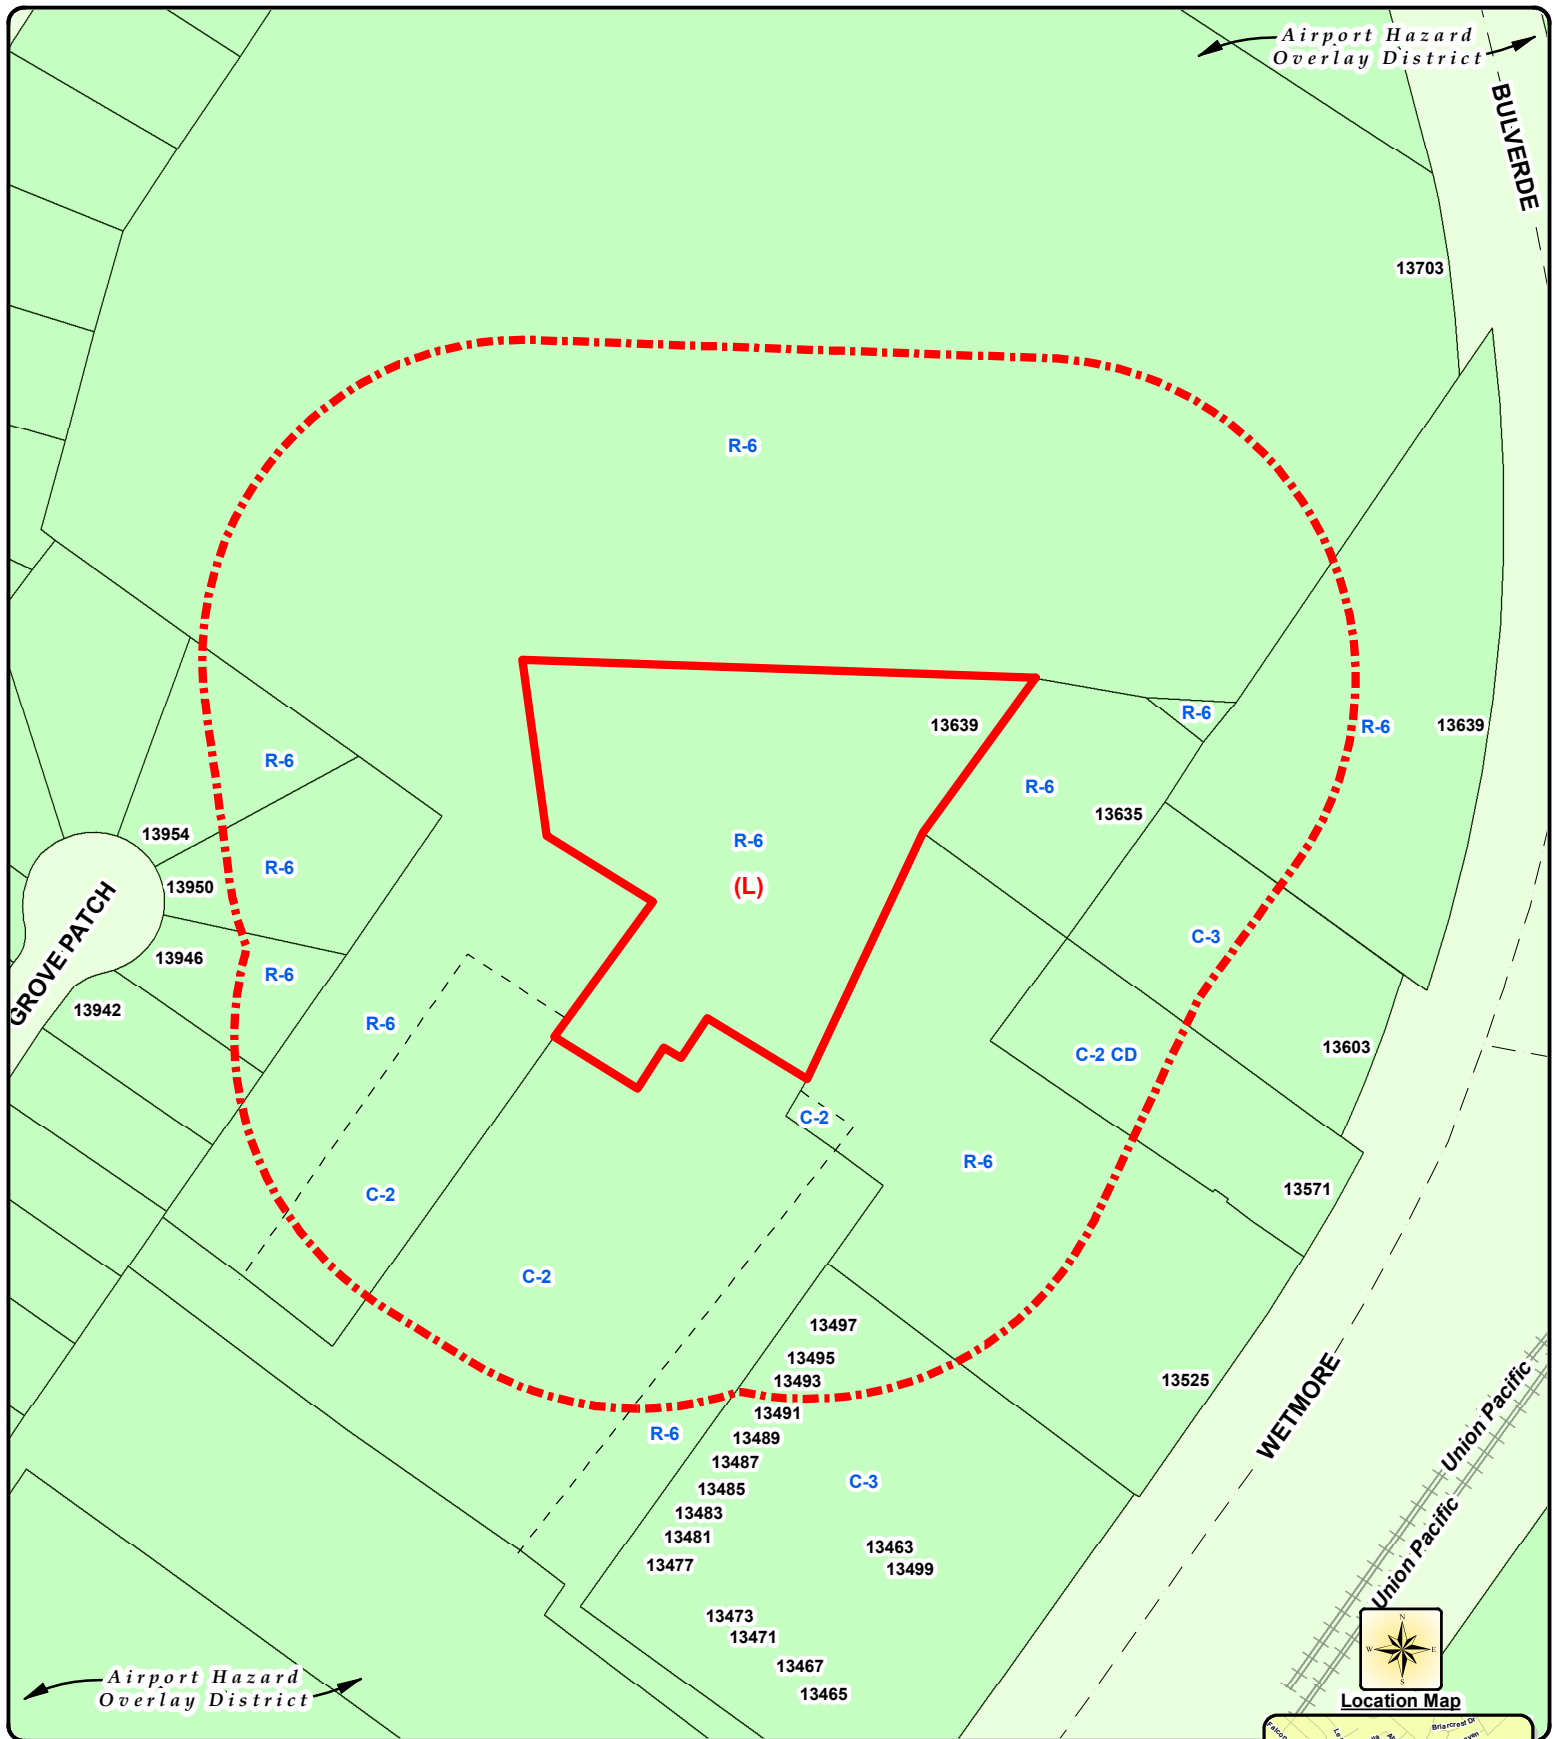 Airport Hazard
Overlay District
BULVERDE
13703
R-6
R-6
13639
R-6
13639
R-6
R-6
13635
R-6
(L)
13954
R-6
13950
GROVE PATCH
C-3
13946
R-6
13942
R-6
C-2 CD
13603
C-2
R-6
13571
C-2
C-2
13497
13495
13493
13525
13491
R-6
13489
13487
C-3
13485
13483
13481
13477
13463
13499
WETMORE
Union Pacific
Union Pacific
13473
13471
13467
13465
Airport Hazard
Overlay District
N
W
E
S
Location Map
Falcon
Briarcrest Dr